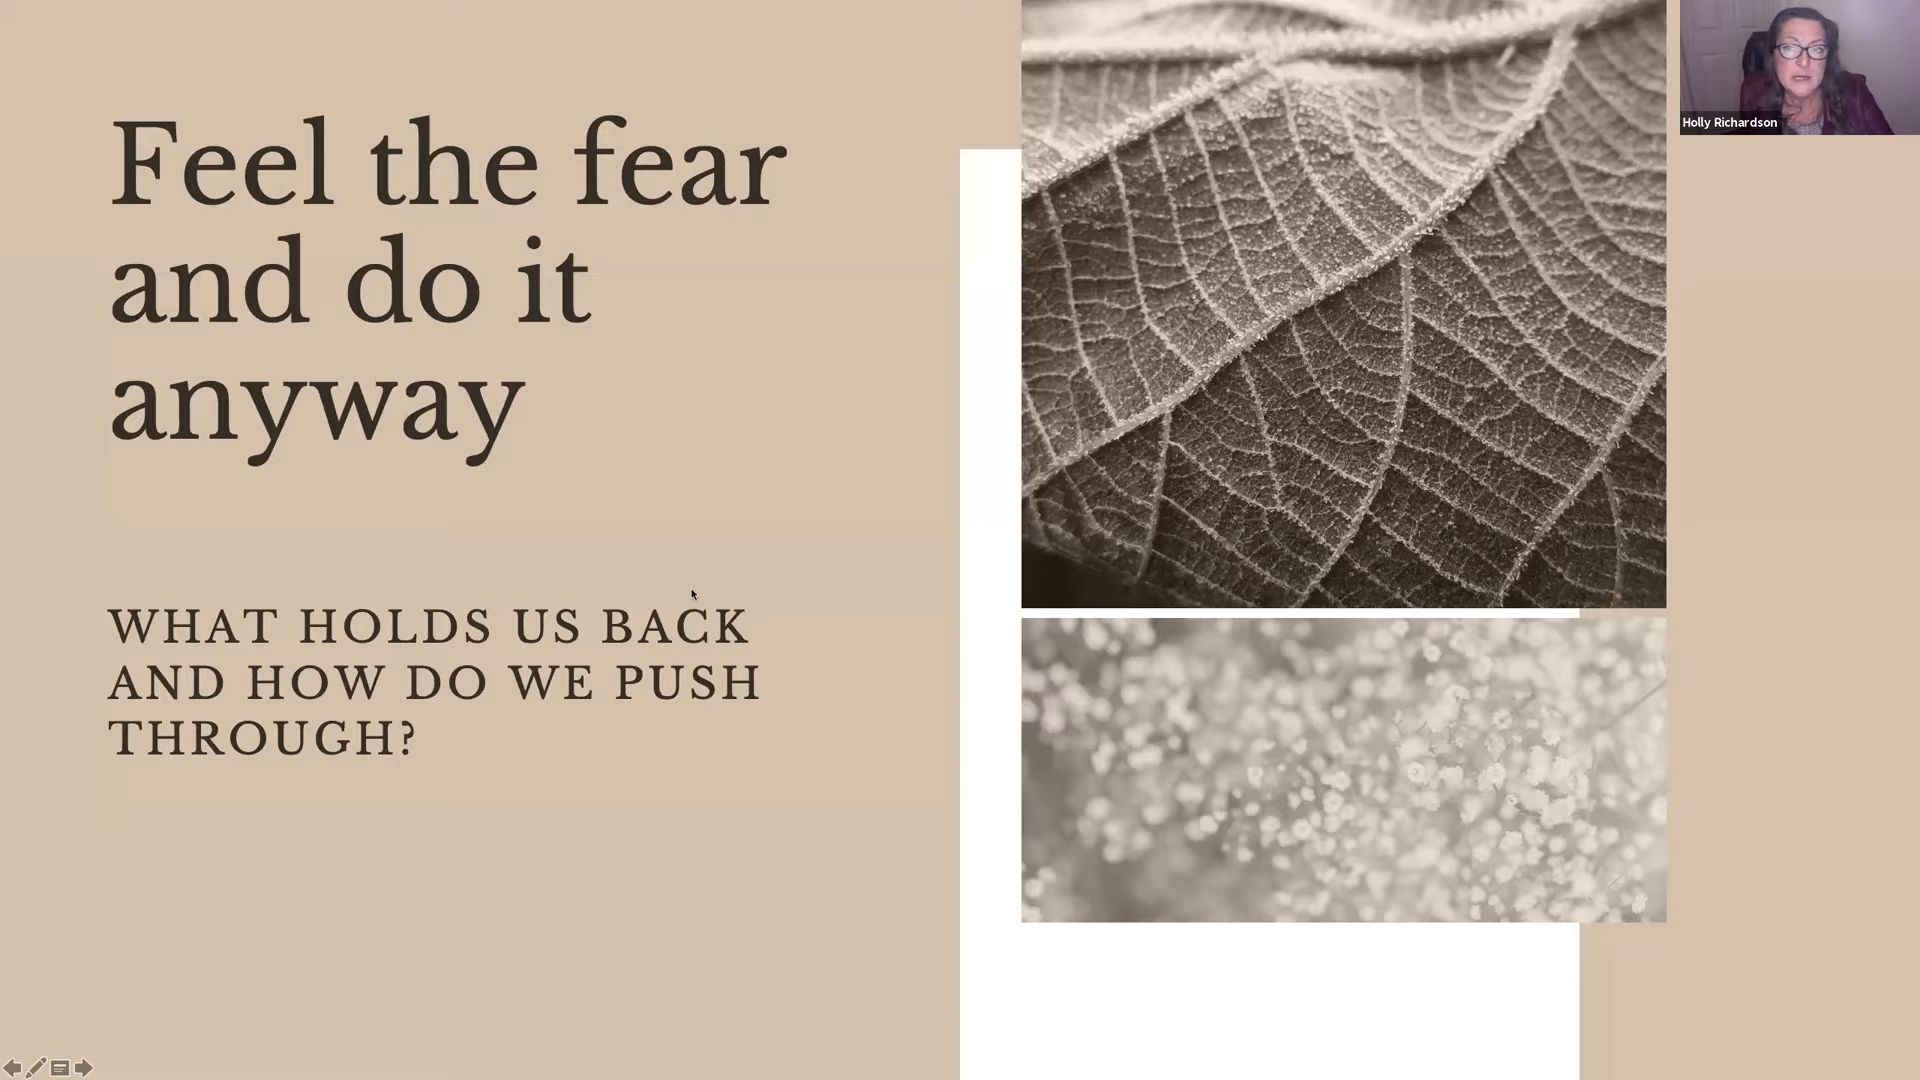 Feel the fear
and do it
anyway
WHAT HOLDS US BACK
AND HOW DO WE PUSH
THROUGH?
Holly Richardson